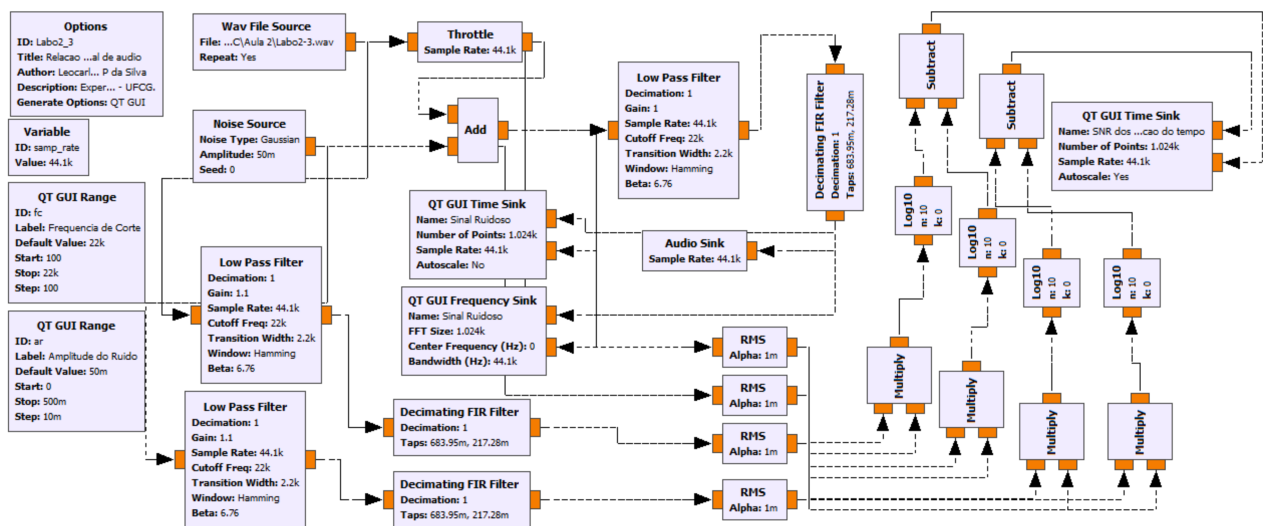 Options
ID: Labo2_3
Title: Relacao ...al de audio
Author: Leocarl... P da Silva
Description: Exper... - UFCG.
Generate Options: QT GUI
Variable
ID: samp_rate
Value: 44.1k
QT GUI Range
ID: fc
Label: Frequencia de Corte
Default Value: 22k
Start: 100
Stop: 22k
Step: 100
QT GUI Range
ID: ar
Label: Amplitude do Ruido
Default Value: 50m
Start: 0
Stop: 500m
Step: 10m
Wav File Source
File: ...C\Aula 2\Labo2-3.wav
Repeat: Yes
Noise Source
Noise Type: Gaussian
Amplitude: 50m
Seed: 0
Low Pass Filter
Decimation: 1
Gain: 1.1
Sample Rate: 44.1k
Cutoff Freq: 22k
Transition Width: 2.2k
Window: Hamming
Beta: 6.76
Low Pass Filter
Decimation: 1
Gain: 1.1
Sample Rate: 44.1k
Cutoff Freq: 22k
Transition Width: 2.2k
Window: Hamming
Beta: 6.76
Throttle
Sample Rate: 44.1k
Add
QT GUI Time Sink
Name: Sinal Ruidoso
Number of Points: 1.024k
Sample Rate: 44.1k
Autoscale: No
QT GUI Frequency Sink
Name: Sinal Ruidoso
FFT Size: 1.024k
Center Frequency (Hz): 0
Bandwidth (Hz): 44.1k
Decimating FIR Filter
Decimation: 1
Taps: 683.95m, 217.28m
Decimating FIR Filter
Decimation: 1
Taps: 683.95m, 217.28m
Low Pass Filter
Decimation: 1
Gain: 1
Sample Rate: 44.1k
Cutoff Freq: 22k
Transition Width: 2.2k
Window: Hamming
Beta: 6.76
Audio Sink
Sample Rate: 44.1k
RMS
Alpha: 1m
RMS
Alpha: 1m
RMS
Alpha: 1m
RMS
Alpha: 1m
Decimating FIR Filter
Decimation: 1
Taps: 683.95m, 217.28m
Subtract
Subtract
QT GUI Time Sink
Name: SNR dos ...cao do tempo
Number of Points: 1.024k
Sample Rate: 44.1k
Autoscale: Yes
Log10
n: 10
k: 0
Log10
n: 10
k: 0
Log10
n: 10
k: 0
Log10
n: 10
k: 0
Multiply
Multiply
Multiply
Multiply